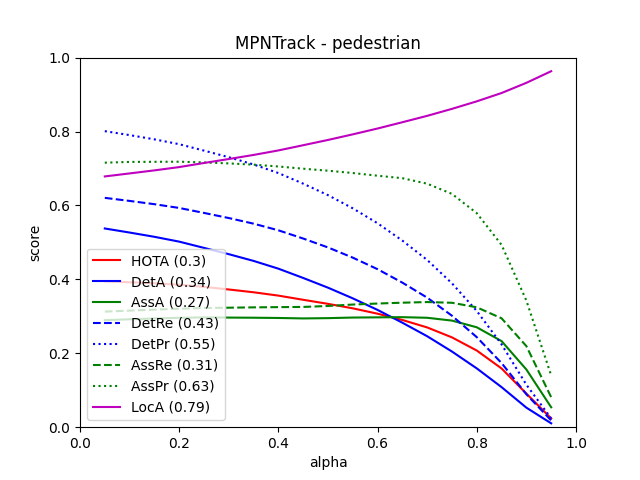 MPNTrack - pedestrian
1.0
0.8
0.6
0.4
0.2
0.0
score
HOTA (0.3)
DetA (0.34)
AssA (0.27)
DetRe (0.43)
DetPr (0.55)
AssRe (0.31)
AssPr (0.63)
LocA (0.79)
0.0 0.2 0.4 0.6 0.8 1.0
alpha